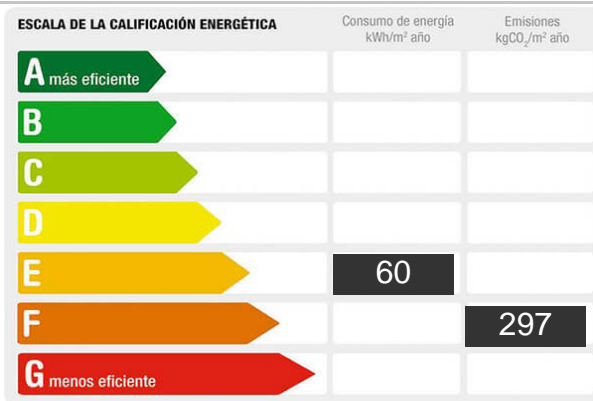 ESCALA DE LA CALIFICACIÓN ENERGÉTICA
Consumo de energía
kWh/m² año
Emisiones
kgCO₂/m² año
A más eficiente
B
C
D
E 60
F 297
G menos eficiente